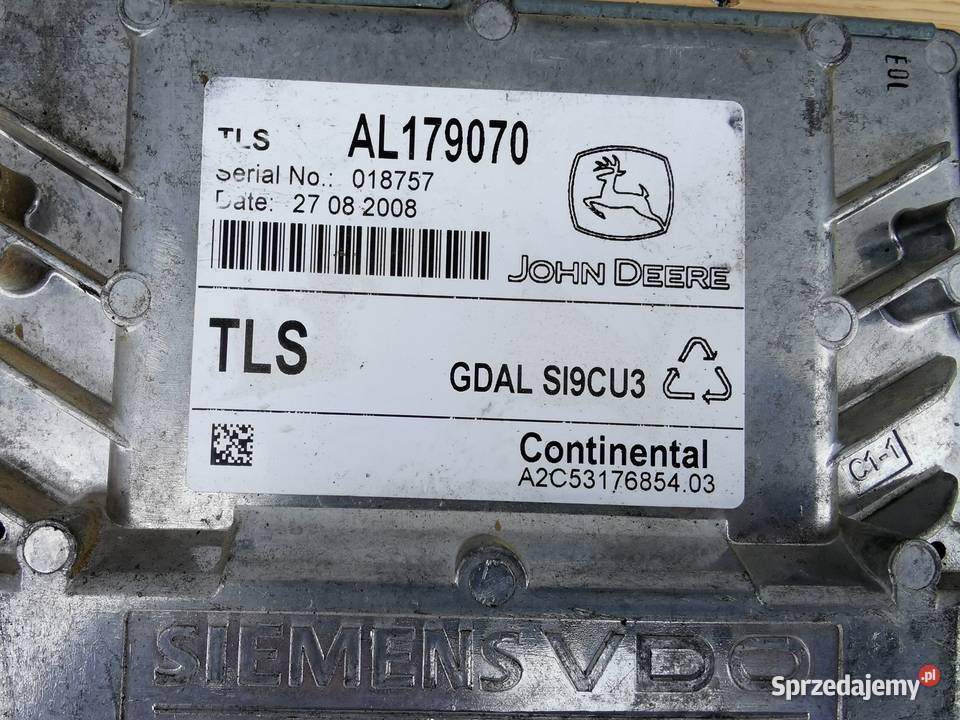 EOL
TLS AL179070
Serial No.: 018757
Date: 27 08 2008
JOHN DEERE
TLS
GDAL SI9CU3
Continental
A2C53176854.03
C1-1
SIEMENS VDO
Sprzedajemy.pl